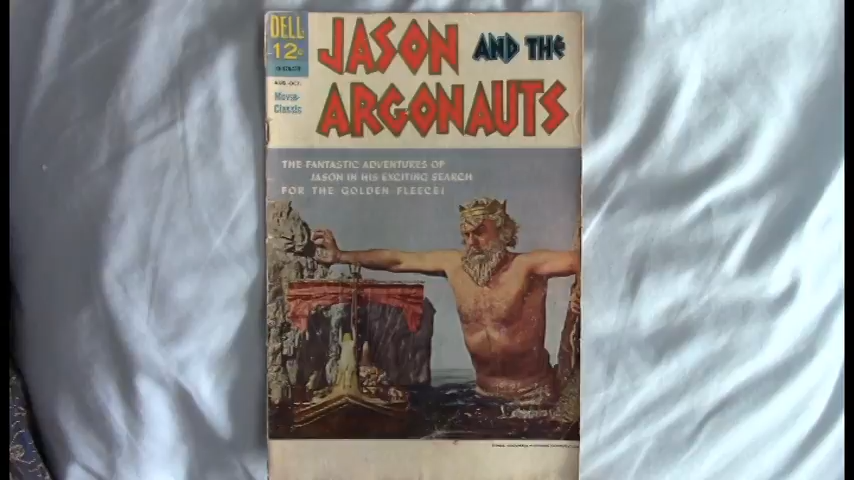 DELL
12¢
AUG.-OCT.
Movie
Classic
JASON AND THE
ARGONAUTS
THE FANTASTIC ADVENTURES OF
JASON IN HIS EXCITING SEARCH
FOR THE GOLDEN FLEECE!